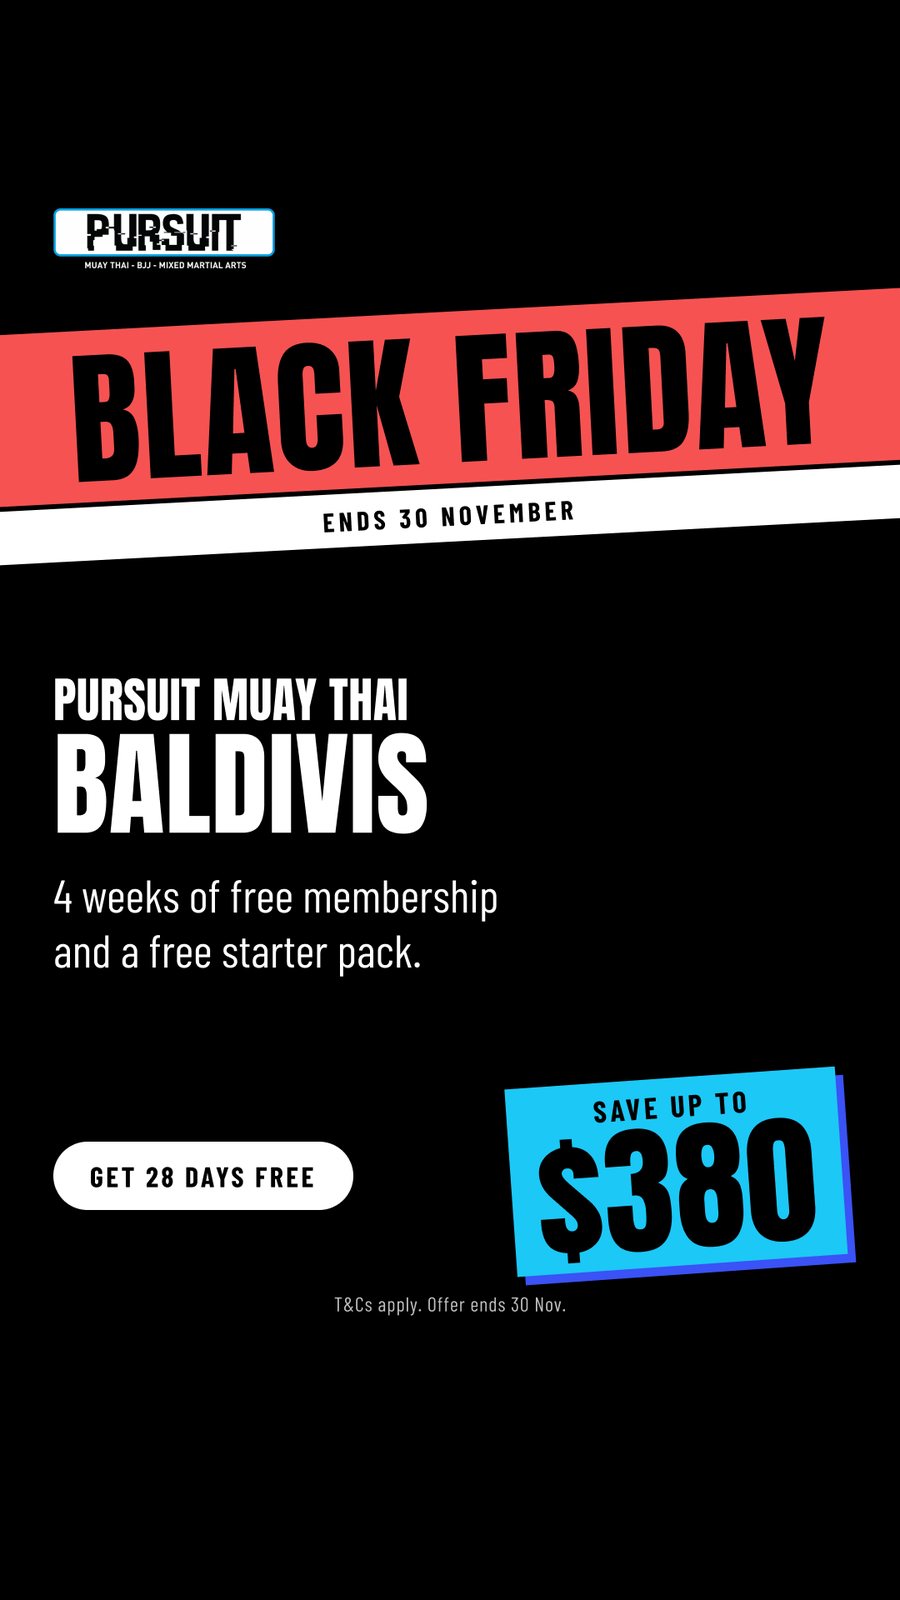 PURSUIT
MUAY THAI - BJJ - MIXED MARTIAL ARTS
BLACK FRIDAY
ENDS 30 NOVEMBER
PURSUIT MUAY THAI
BALDIVIS
4 weeks of free membership
and a free starter pack.
SAVE UP TO
$380
GET 28 DAYS FREE
T&Cs apply. Offer ends 30 Nov.